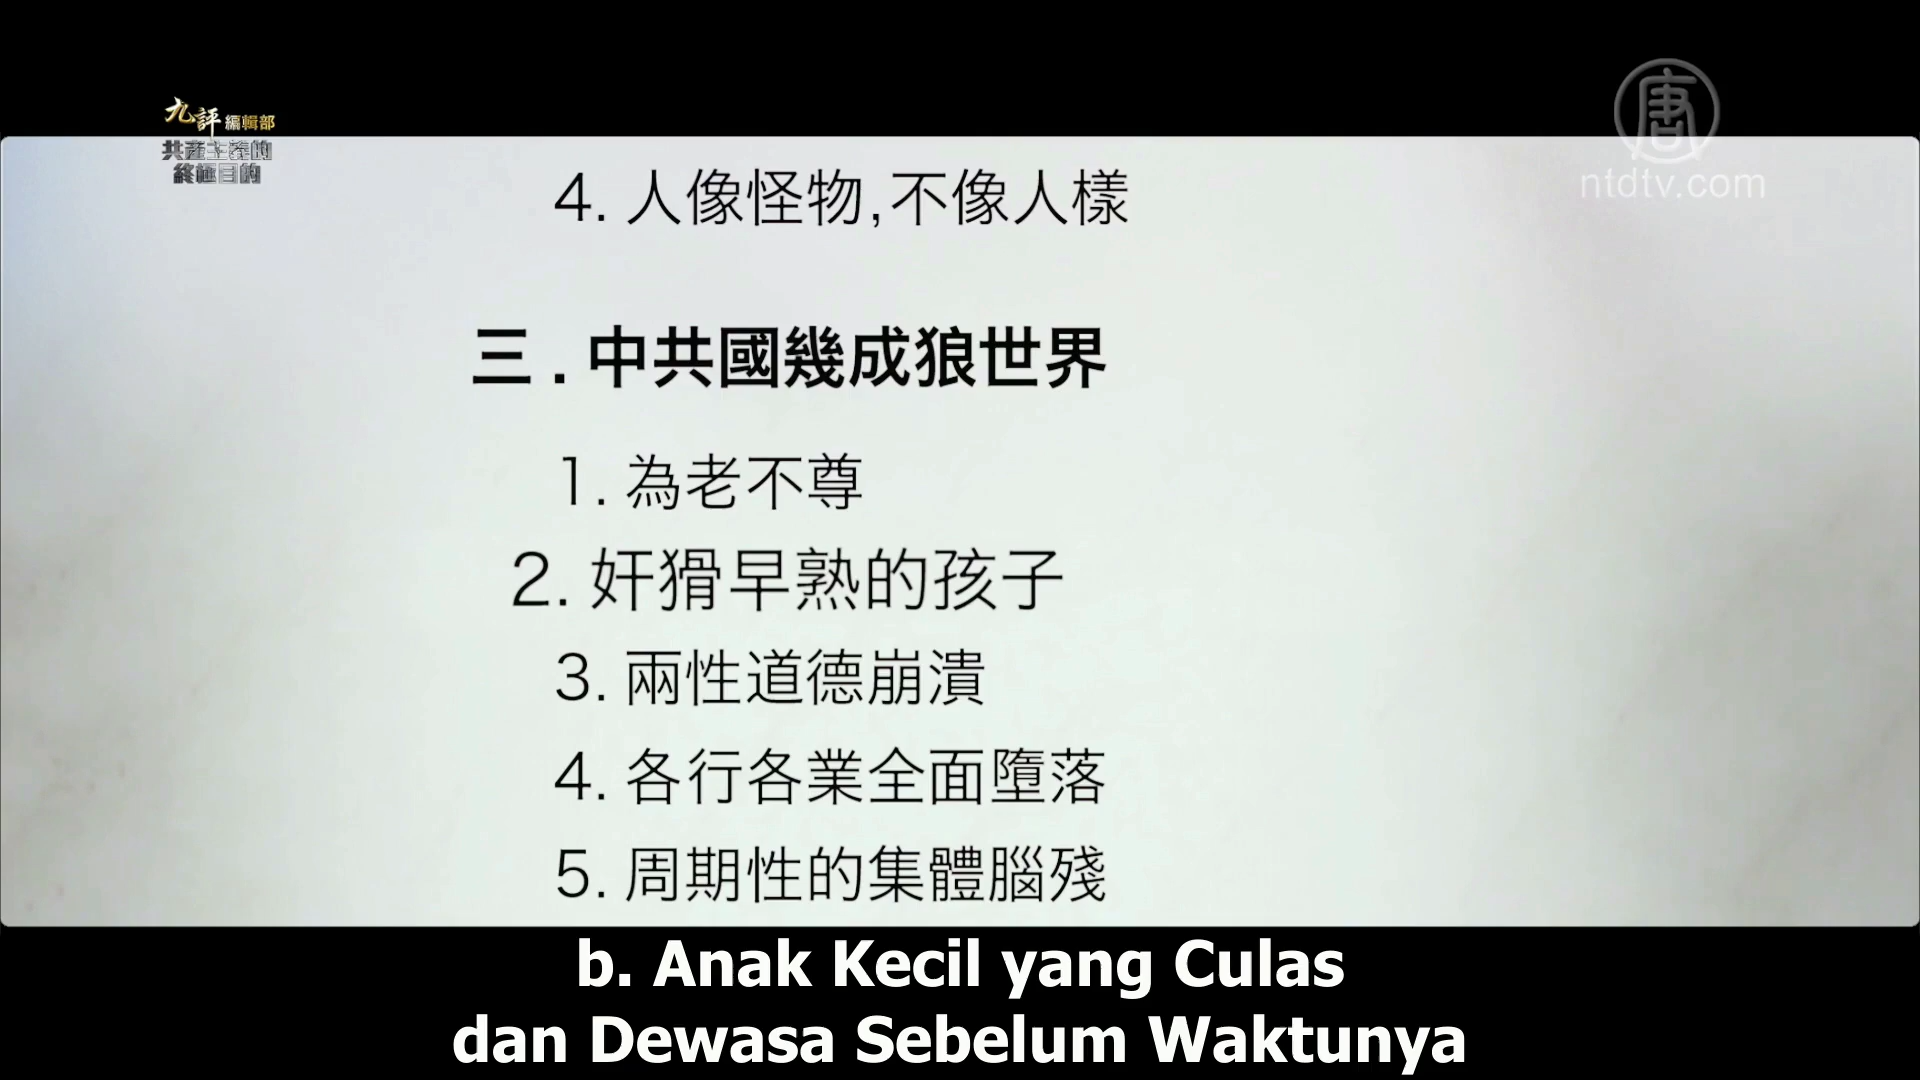 九評編輯部
共產主義的
終極目的
唐
ntdtv.com
4. 人像怪物,不像人樣
三.中共國幾成狼世界
1. 為老不尊
2. 奸猾早熟的孩子
3. 兩性道德崩潰
4. 各行各業全面墮落
5. 周期性的集體腦殘
b. Anak Kecil yang Culas
dan Dewasa Sebelum Waktunya